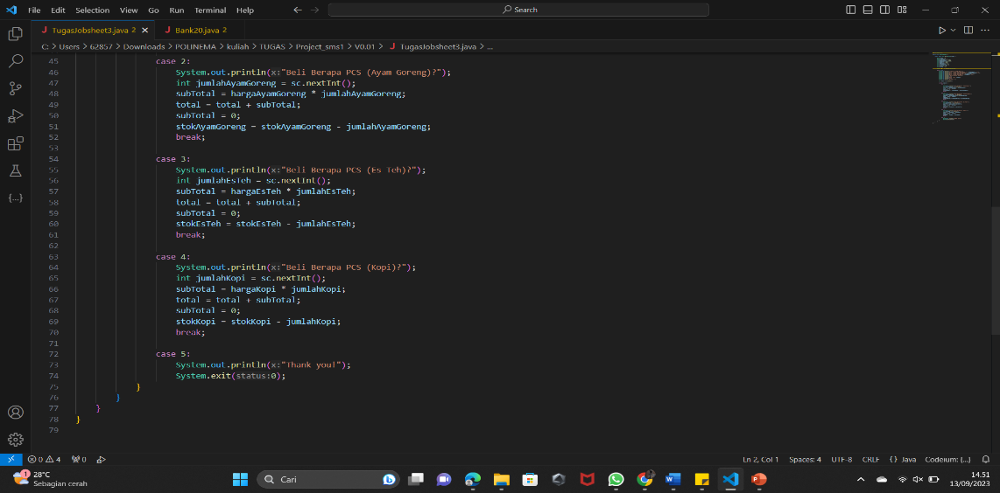 File Edit Selection View Go Run Terminal Help
Search
J TugasJobsheet3.java 2 J Bank20.java 2
C: > Users > 62857 > Downloads > POLINEMA > kuliah > TUGAS > Project_sms1 > V0.01 > J TugasJobsheet3.java > ...
45 case 2:
46 System.out.println(x:"Beli Berapa PCS (Ayam Goreng)?");
47 int jumlahAyamGoreng = sc.nextInt();
48 subTotal = hargaAyamGoreng * jumlahAyamGoreng;
49 total = total + subTotal;
50 subTotal = 0;
51 stokAyamGoreng = stokAyamGoreng - jumlahAyamGoreng;
52 break;
53
54 case 3:
55 System.out.println(x:"Beli Berapa PCS (Es Teh)?");
56 int jumlahEsTeh = sc.nextInt();
57 subTotal = hargaEsTeh * jumlahEsTeh;
58 total = total + subTotal;
59 subTotal = 0;
60 stokEsTeh = stokEsTeh - jumlahEsTeh;
61 break;
62
63 case 4:
64 System.out.println(x:"Beli Berapa PCS (Kopi)?");
65 int jumlahKopi = sc.nextInt();
66 subTotal = hargaKopi * jumlahKopi;
67 total = total + subTotal;
68 subTotal = 0;
69 stokKopi = stokKopi - jumlahKopi;
70 break;
71
72 case 5:
73 System.out.println(x:"Thank you!");
74 System.exit(status:0);
75 }
76 }
77 }
78 }
79
0 4 0 Ln 2, Col 1 Spaces: 4 UTF-8 CRLF {} Java Codeium: {...}
1 28°C
Sebagian cerah
Cari
14.51
13/09/2023